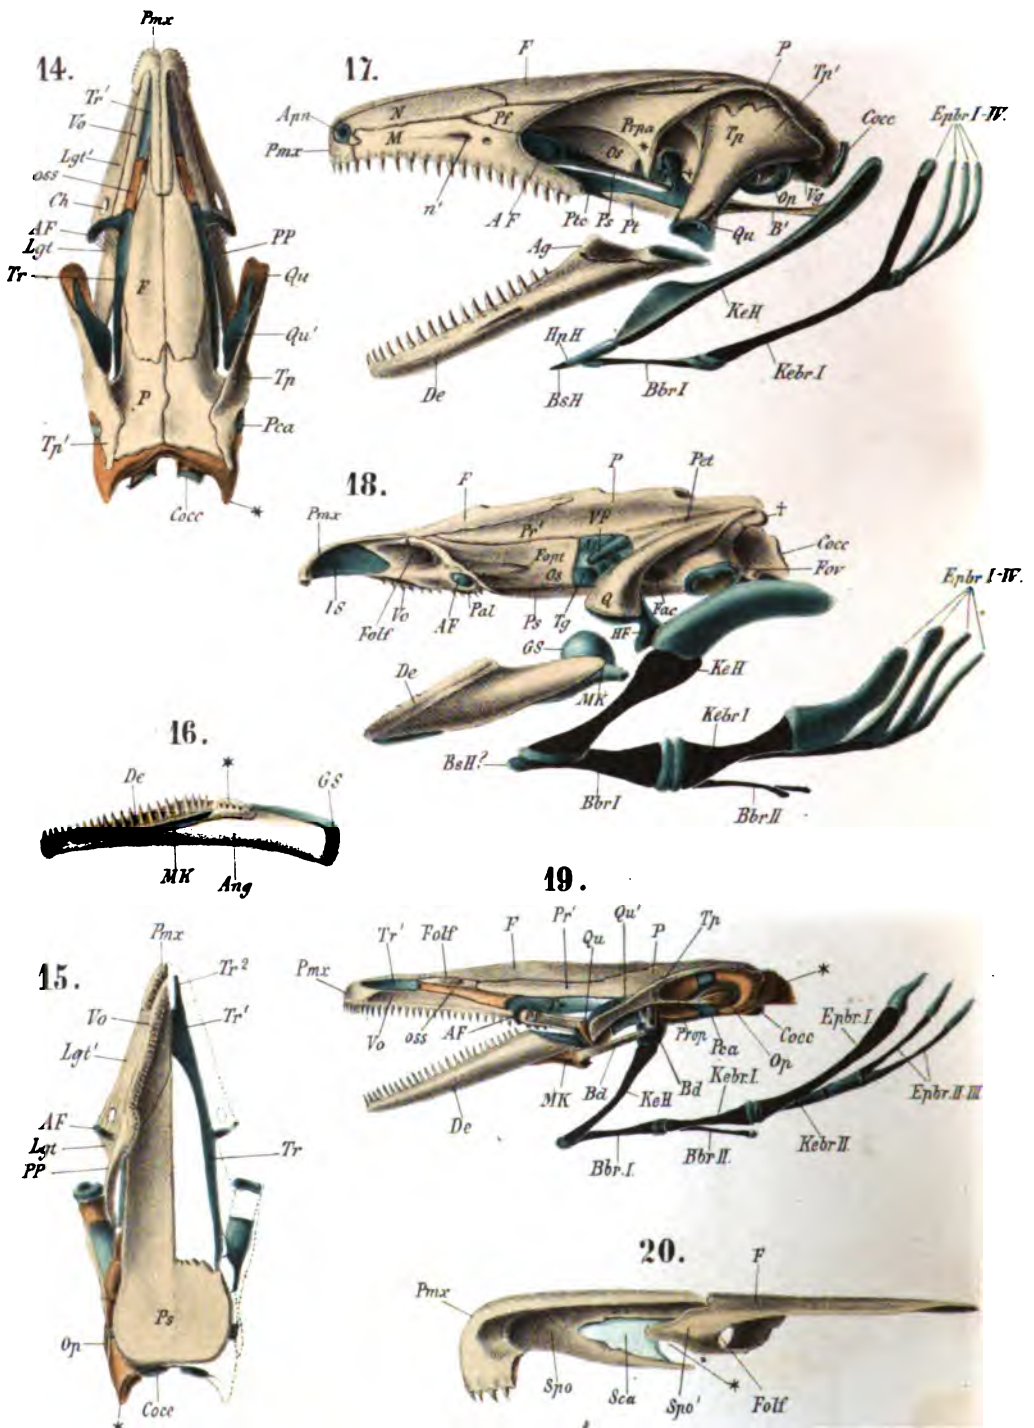 14.
Pmx
Tr'
Vo
Lgt'
oss
Ch
AF
Lgt
Tr
F
PP
Qu
Qu'
Tp
P
Pca
Tp'
Cocc
*
17.
F
P
Tp'
Apn
N
Pf
Prpa
*
Tp
Cocc
Epbr I-IV.
Pmx
M
Os
n'
AF
Ptc
Ps
Pt
Qu
B'
Op
Vg
Ag
KeH
HpH
De
BsH
Bbr.I
Kebr.I
18.
F
P
Pet
†
Pmx
Pr'
VF
Cocc
Fopt
Os
Fov
Epbr I-IV.
IS
Folf
Vo
AF
Pal
Ps
Tg
Q
Fac
HF
GS
De
MK
KeH
Kebr.I
BsH?
Bbr I
Bbr II
16.
De
*
GS
MK
Ang
19.
Tr'
Folf
F
Pr'
Qu
Qu'
P
Tp
*
Pmx
Vo
oss
AF
Prop
Pca
Op
Cocc
Epbr.I.
Epbr.II.III.
De
MK
Bd
KeH
Bd
Kebr.I.
Bbr.I.
Bbr II.
Kebr II.
15.
Pmx
Tr²
Vo
Tr'
Lgt'
AF
Lgt
PP
Tr
Ps
Op
Cocc
*
20.
Pmx
F
Spo
Sca
Spo'
*
Folf